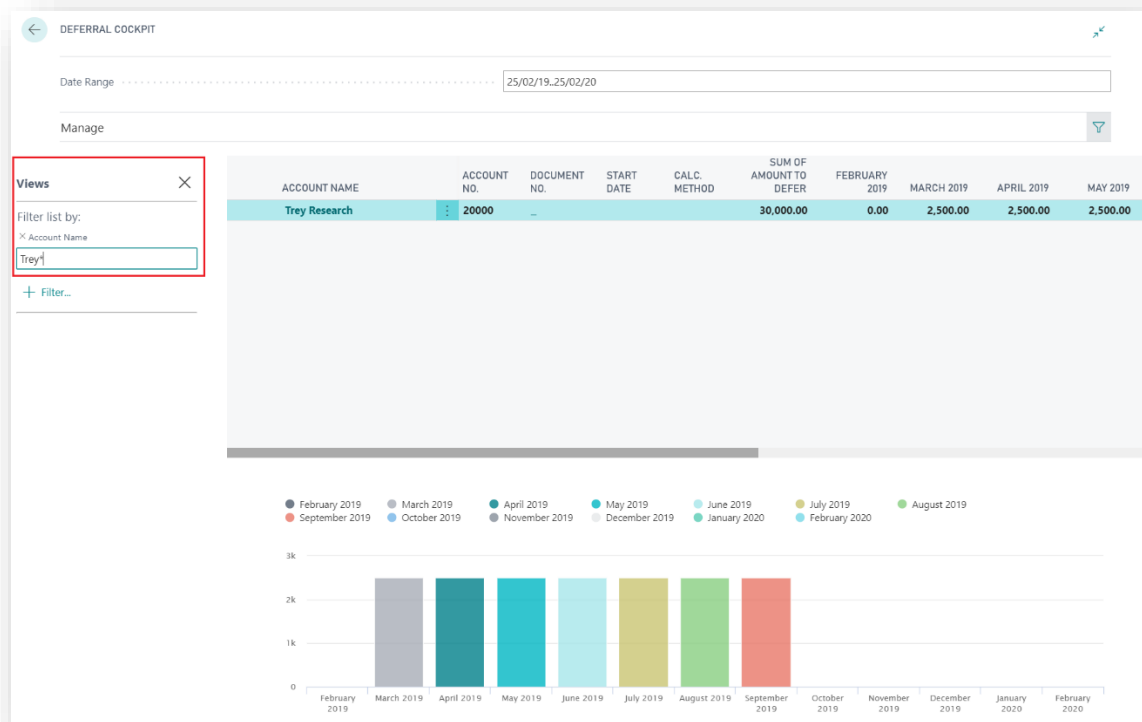 DEFERRAL COCKPIT
Date Range 25/02/19..25/02/20
Manage
Views
Filter list by:
× Account Name
Trey*
+ Filter...
ACCOUNT NAME ACCOUNT NO. DOCUMENT NO. START DATE CALC. METHOD SUM OF AMOUNT TO DEFER FEBRUARY 2019 MARCH 2019 APRIL 2019 MAY 2019
Trey Research 20000 _ 30,000.00 0.00 2,500.00 2,500.00 2,500.00
February 2019 March 2019 April 2019 May 2019 June 2019 July 2019 August 2019
September 2019 October 2019 November 2019 December 2019 January 2020 February 2020
3k
2k
1k
0
February 2019 March 2019 April 2019 May 2019 June 2019 July 2019 August 2019 September 2019 October 2019 November 2019 December 2019 January 2020 February 2020